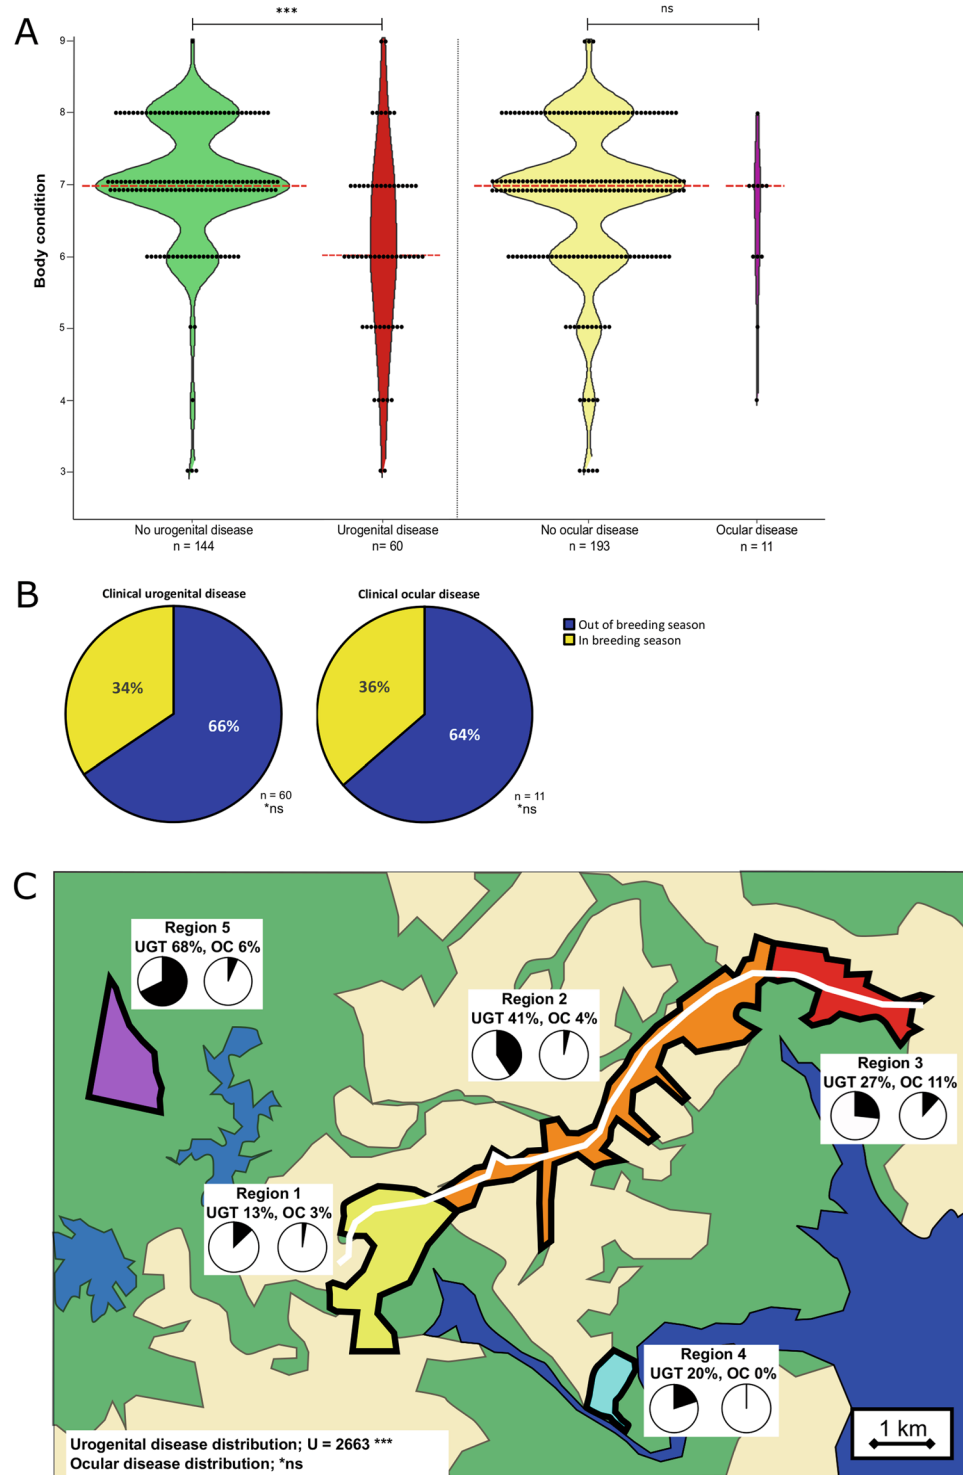 A
***
ns
9
8
7
6
5
4
3
Body condition
No urogenital disease
n = 144
Urogenital disease
n= 60
No ocular disease
n = 193
Ocular disease
n = 11
B
Clinical urogenital disease
Clinical ocular disease
Out of breeding season
In breeding season
34%
66%
36%
64%
n = 60
*ns
n = 11
*ns
C
Region 5
UGT 68%, OC 6%
Region 2
UGT 41%, OC 4%
Region 3
UGT 27%, OC 11%
Region 1
UGT 13%, OC 3%
Region 4
UGT 20%, OC 0%
1 km
Urogenital disease distribution; U = 2663 ***
Ocular disease distribution; *ns